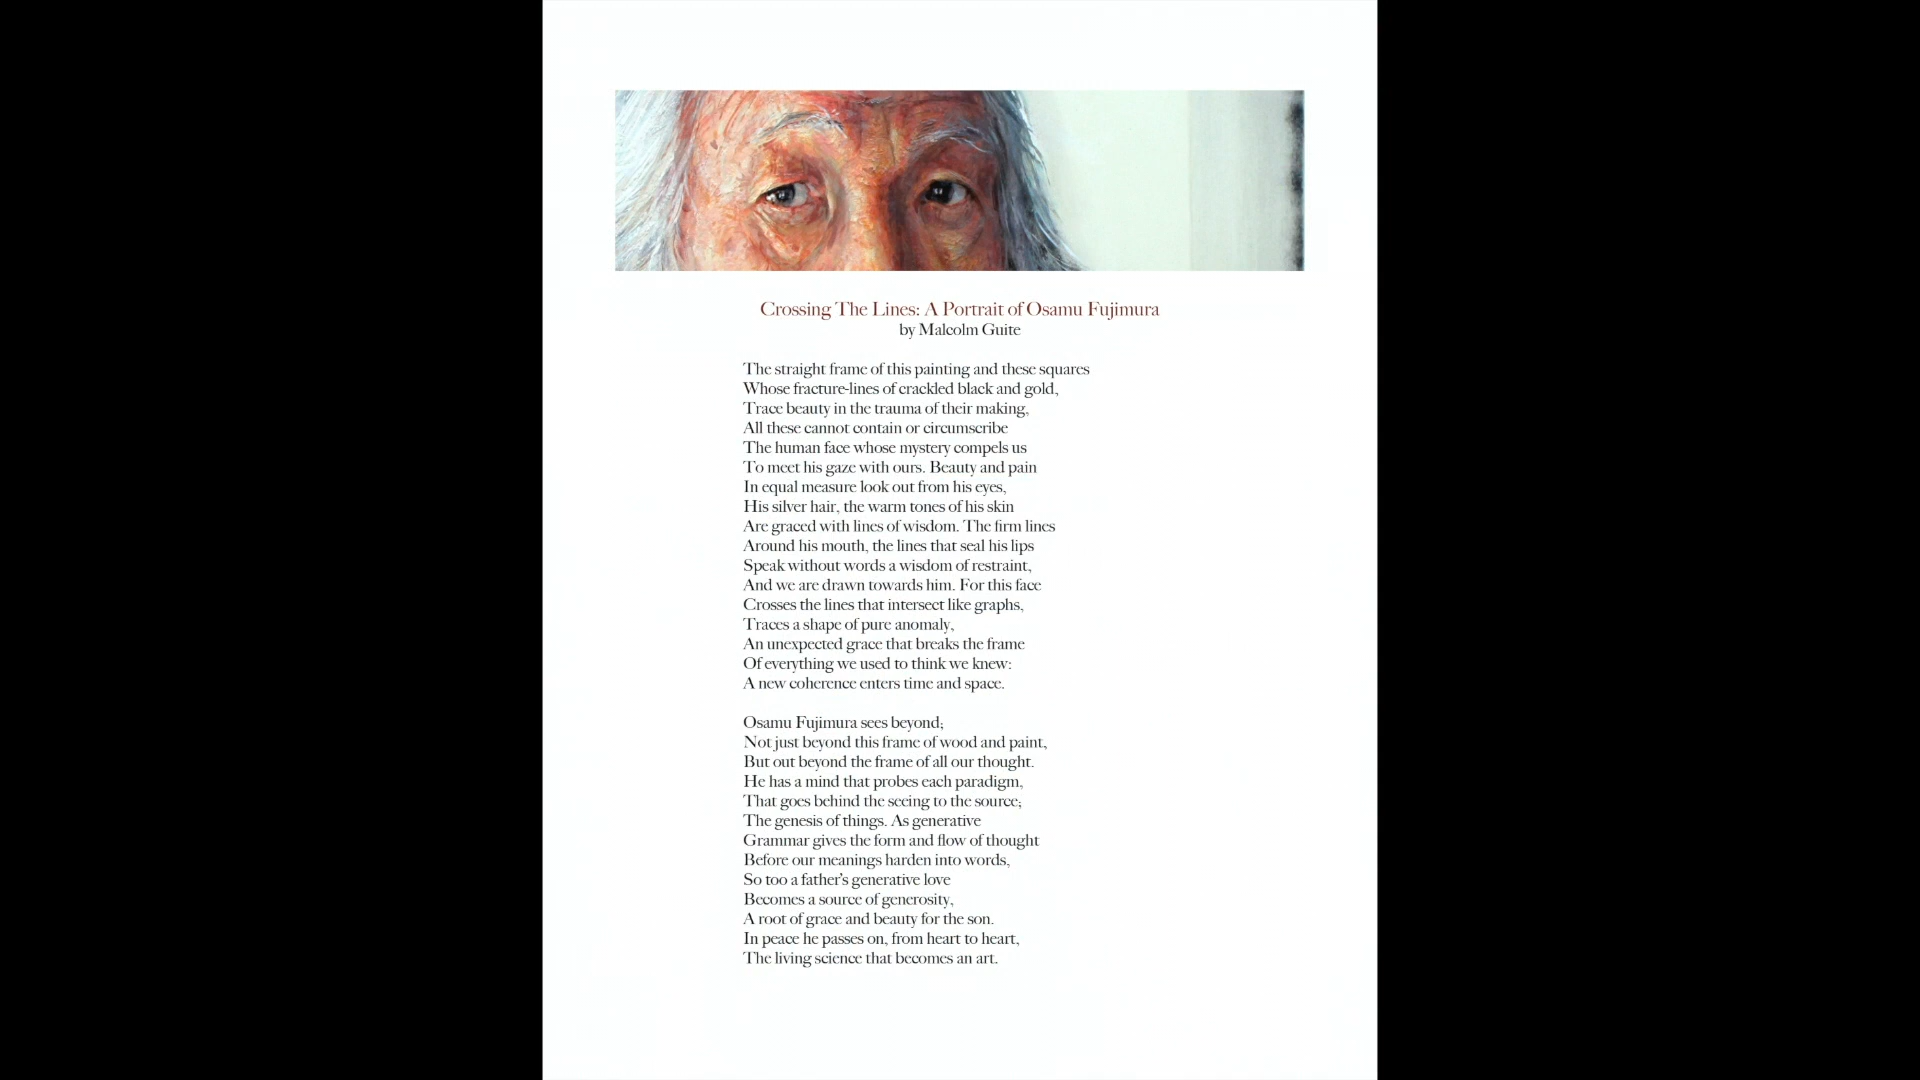 Crossing The Lines: A Portrait of Osamu Fujimura
by Malcolm Guite
The straight frame of this painting and these squares
Whose fracture-lines of crackled black and gold,
Trace beauty in the trauma of their making,
All these cannot contain or circumscribe
The human face whose mystery compels us
To meet his gaze with ours. Beauty and pain
In equal measure look out from his eyes,
His silver hair, the warm tones of his skin
Are graced with lines of wisdom. The firm lines
Around his mouth, the lines that seal his lips
Speak without words a wisdom of restraint,
And we are drawn towards him. For this face
Crosses the lines that intersect like graphs,
Traces a shape of pure anomaly,
An unexpected grace that breaks the frame
Of everything we used to think we knew:
A new coherence enters time and space.
Osamu Fujimura sees beyond;
Not just beyond this frame of wood and paint,
But out beyond the frame of all our thought.
He has a mind that probes each paradigm,
That goes behind the seeing to the source;
The genesis of things. As generative
Grammar gives the form and flow of thought
Before our meanings harden into words,
So too a father's generative love
Becomes a source of generosity,
A root of grace and beauty for the son.
In peace he passes on, from heart to heart,
The living science that becomes an art.